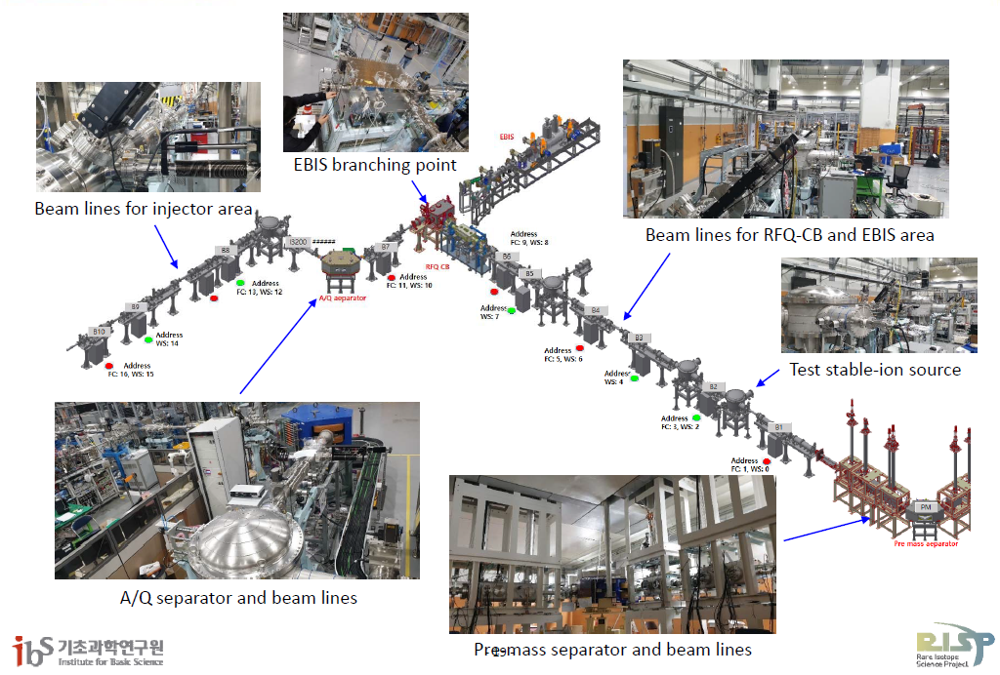 EBIS branching point
Beam lines for injector area
EBIS
Beam lines for RFQ-CB and EBIS area
Address
FC: 9, WS: 8
I3200 ######
B7
B8
RFQ CB
B6
B5
A/Q aeparator
Address
FC: 11, WS: 10
Address
FC: 13, WS: 12
B9
Address
WS: 14
B10
Address
FC: 16, WS: 15
Address
WS: 7
B4
Address
FC: 5, WS: 6
B3
Address
WS: 4
Test stable-ion source
B2
Address
FC: 3, WS: 2
B1
Address
FC: 1, WS: 0
PM
Pre mass aeparator
A/Q separator and beam lines
Pre-mass separator and beam lines
ibS 기초과학연구원
Institute for Basic Science
RISP
Rare Isotope
Science Project